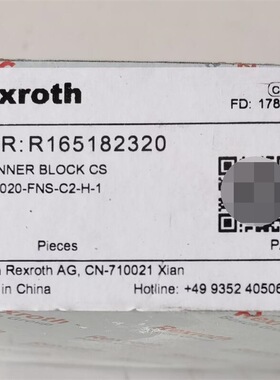 xroth
FD: 178
R:R165182320
NNER BLOCK CS
020-FNS-C2-H-1
Pieces
Rexroth AG, CN-710021 Xian
in China
Hotline: +49 9352 40506